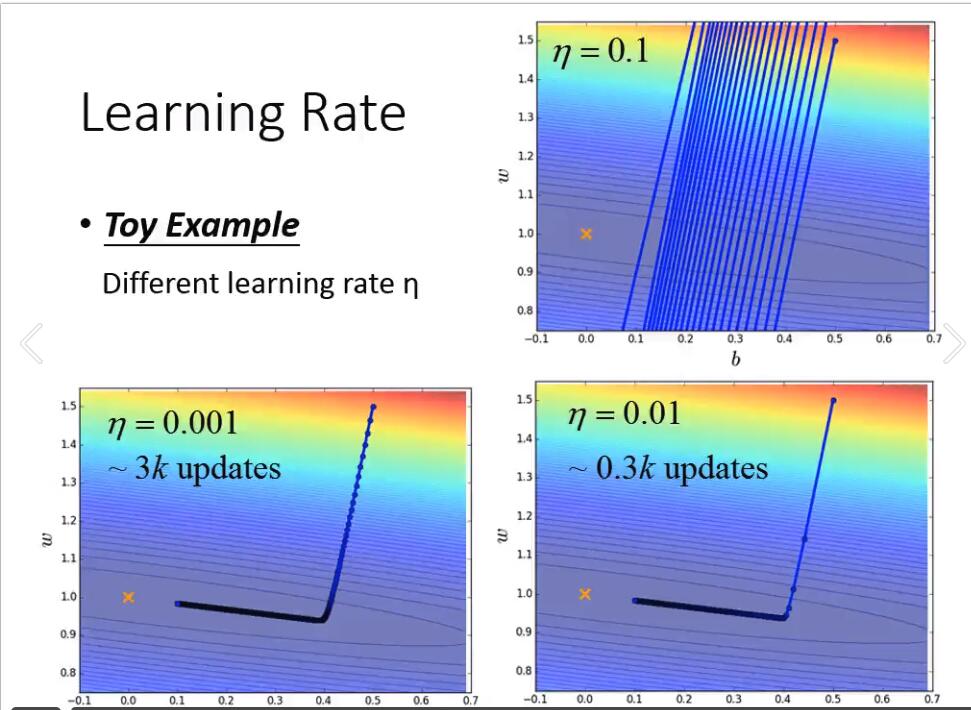 Learning Rate
• Toy Example
Different learning rate η
η = 0.1
1.5
1.4
1.3
1.2
1.1
1.0
0.9
0.8
w
−0.1 0.0 0.1 0.2 0.3 0.4 0.5 0.6 0.7
b
η = 0.001
~ 3k updates
1.5
1.4
1.3
1.2
1.1
1.0
0.9
0.8
w
−0.1 0.0 0.1 0.2 0.3 0.4 0.5 0.6 0.7
η = 0.01
~ 0.3k updates
1.5
1.4
1.3
1.2
1.1
1.0
0.9
0.8
w
−0.1 0.0 0.1 0.2 0.3 0.4 0.5 0.6 0.7